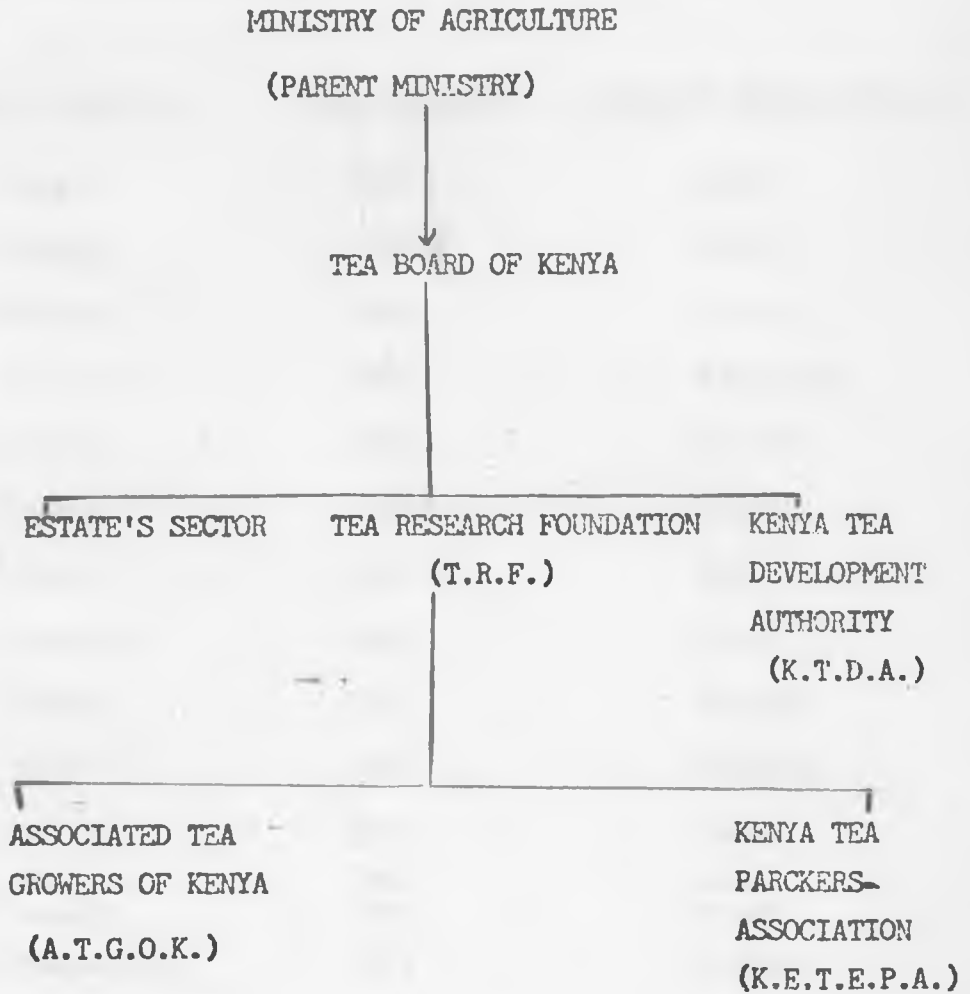 MINISTRY OF AGRICULTURE
(PARENT MINISTRY)
TEA BOARD OF KENYA
ESTATE'S SECTOR
TEA RESEARCH FOUNDATION
(T.R.F.)
KENYA TEA
DEVELOPMENT
AUTHORITY
(K.T.D.A.)
ASSOCIATED TEA
GROWERS OF KENYA
(A.T.G.O.K.)
KENYA TEA
PARCKERS-
ASSOCIATION
(K.E.T.E.P.A.)